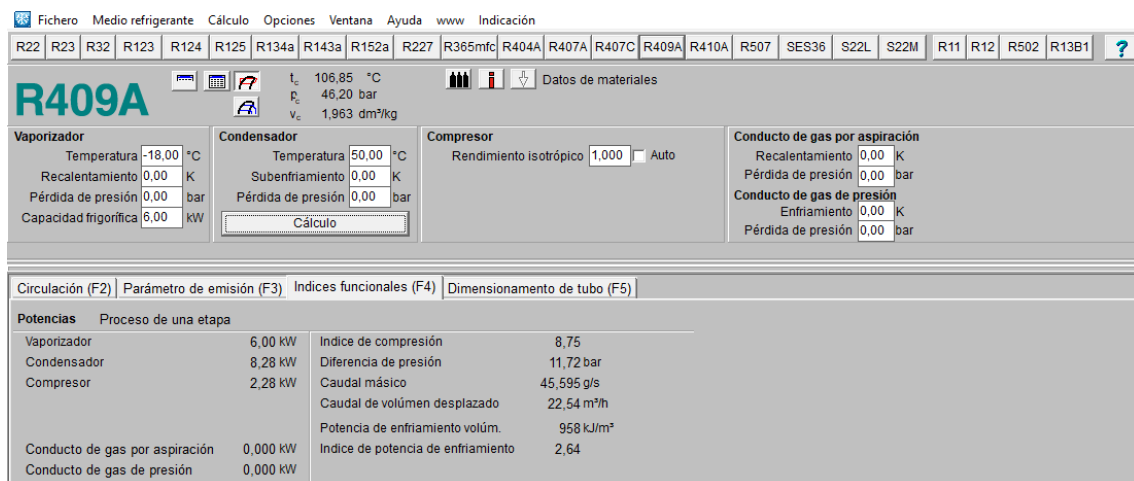 Fichero Medio refrigerante Cálculo Opciones Ventana Ayuda www Indicación
R22 R23 R32 R123 R124 R125 R134a R143a R152a R227 R365mfc R404A R407A R407C R409A R410A R507 SES36 S22L S22M R11 R12 R502 R13B1 ?
R409A
tc 106,85 °C
pc 46,20 bar
vc 1,963 dm³/kg
Datos de materiales
Vaporizador
Temperatura -18,00 °C
Recalentamiento 0,00 K
Pérdida de presión 0,00 bar
Capacidad frigorífica 6,00 kW
Condensador
Temperatura 50,00 °C
Subenfriamiento 0,00 K
Pérdida de presión 0,00 bar
Cálculo
Compresor
Rendimiento isotrópico 1,000 Auto
Conducto de gas por aspiración
Recalentamiento 0,00 K
Pérdida de presión 0,00 bar
Conducto de gas de presión
Enfriamiento 0,00 K
Pérdida de presión 0,00 bar
Circulación (F2) Parámetro de emisión (F3) Indices funcionales (F4) Dimensionamento de tubo (F5)
Potencias Proceso de una etapa
Vaporizador 6,00 kW
Condensador 8,28 kW
Compresor 2,28 kW
Conducto de gas por aspiración 0,000 kW
Conducto de gas de presión 0,000 kW
Indice de compresión 8,75
Diferencia de presión 11,72 bar
Caudal másico 45,595 g/s
Caudal de volúmen desplazado 22,54 m³/h
Potencia de enfriamiento volúm. 958 kJ/m³
Indice de potencia de enfriamiento 2,64